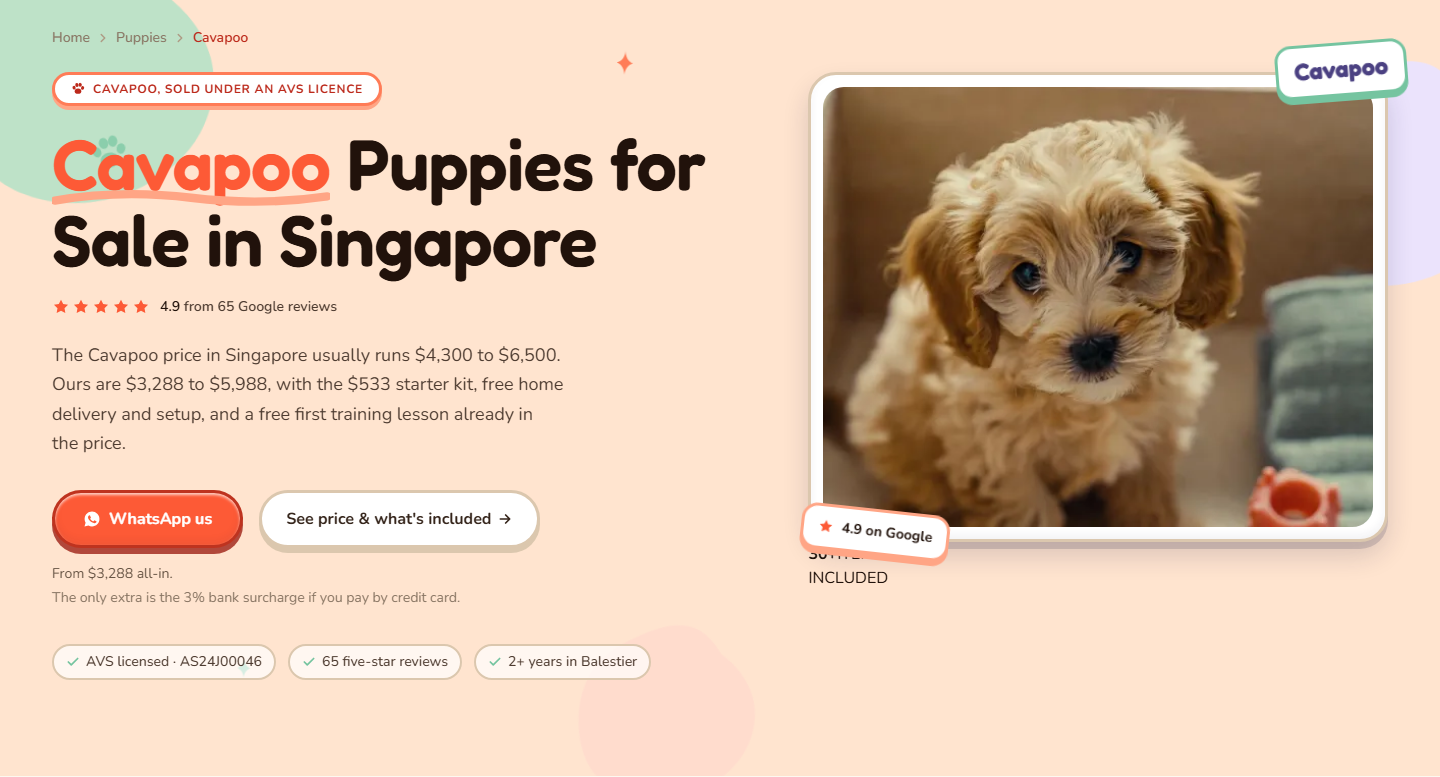 Home > Puppies > Cavapoo
CAVAPOO, SOLD UNDER AN AVS LICENCE
Cavapoo Puppies for
Sale in Singapore
4.9 from 65 Google reviews
The Cavapoo price in Singapore usually runs $4,300 to $6,500.
Ours are $3,288 to $5,988, with the $533 starter kit, free home
delivery and setup, and a free first training lesson already in
the price.
WhatsApp us
See price & what's included →
From $3,288 all-in.
The only extra is the 3% bank surcharge if you pay by credit card.
AVS licensed · AS24J00046
65 five-star reviews
2+ years in Balestier
Cavapoo
4.9 on Google
INCLUDED